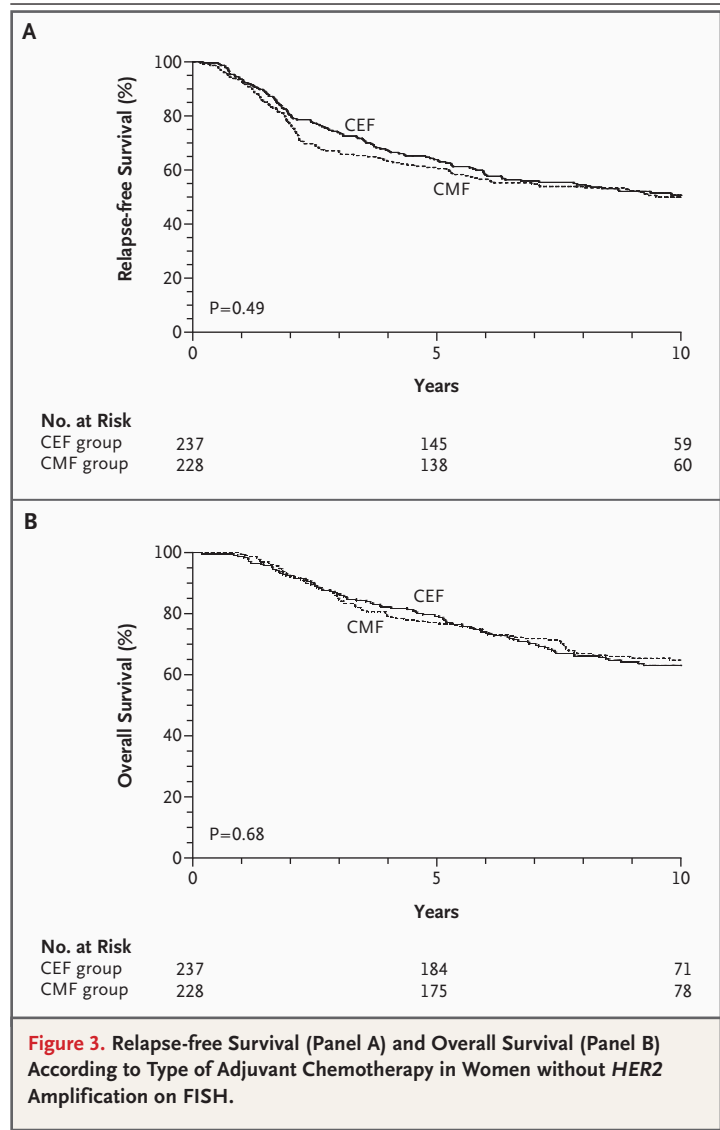 A
100
80
60
40
20
0
Relapse-free Survival (%)
CEF
CMF
P=0.49
0 5 10
Years
No. at Risk
CEF group 237 145 59
CMF group 228 138 60
B
100
80
60
40
20
0
Overall Survival (%)
CEF
CMF
P=0.68
0 5 10
Years
No. at Risk
CEF group 237 184 71
CMF group 228 175 78
Figure 3. Relapse-free Survival (Panel A) and Overall Survival (Panel B)
According to Type of Adjuvant Chemotherapy in Women without HER2
Amplification on FISH.